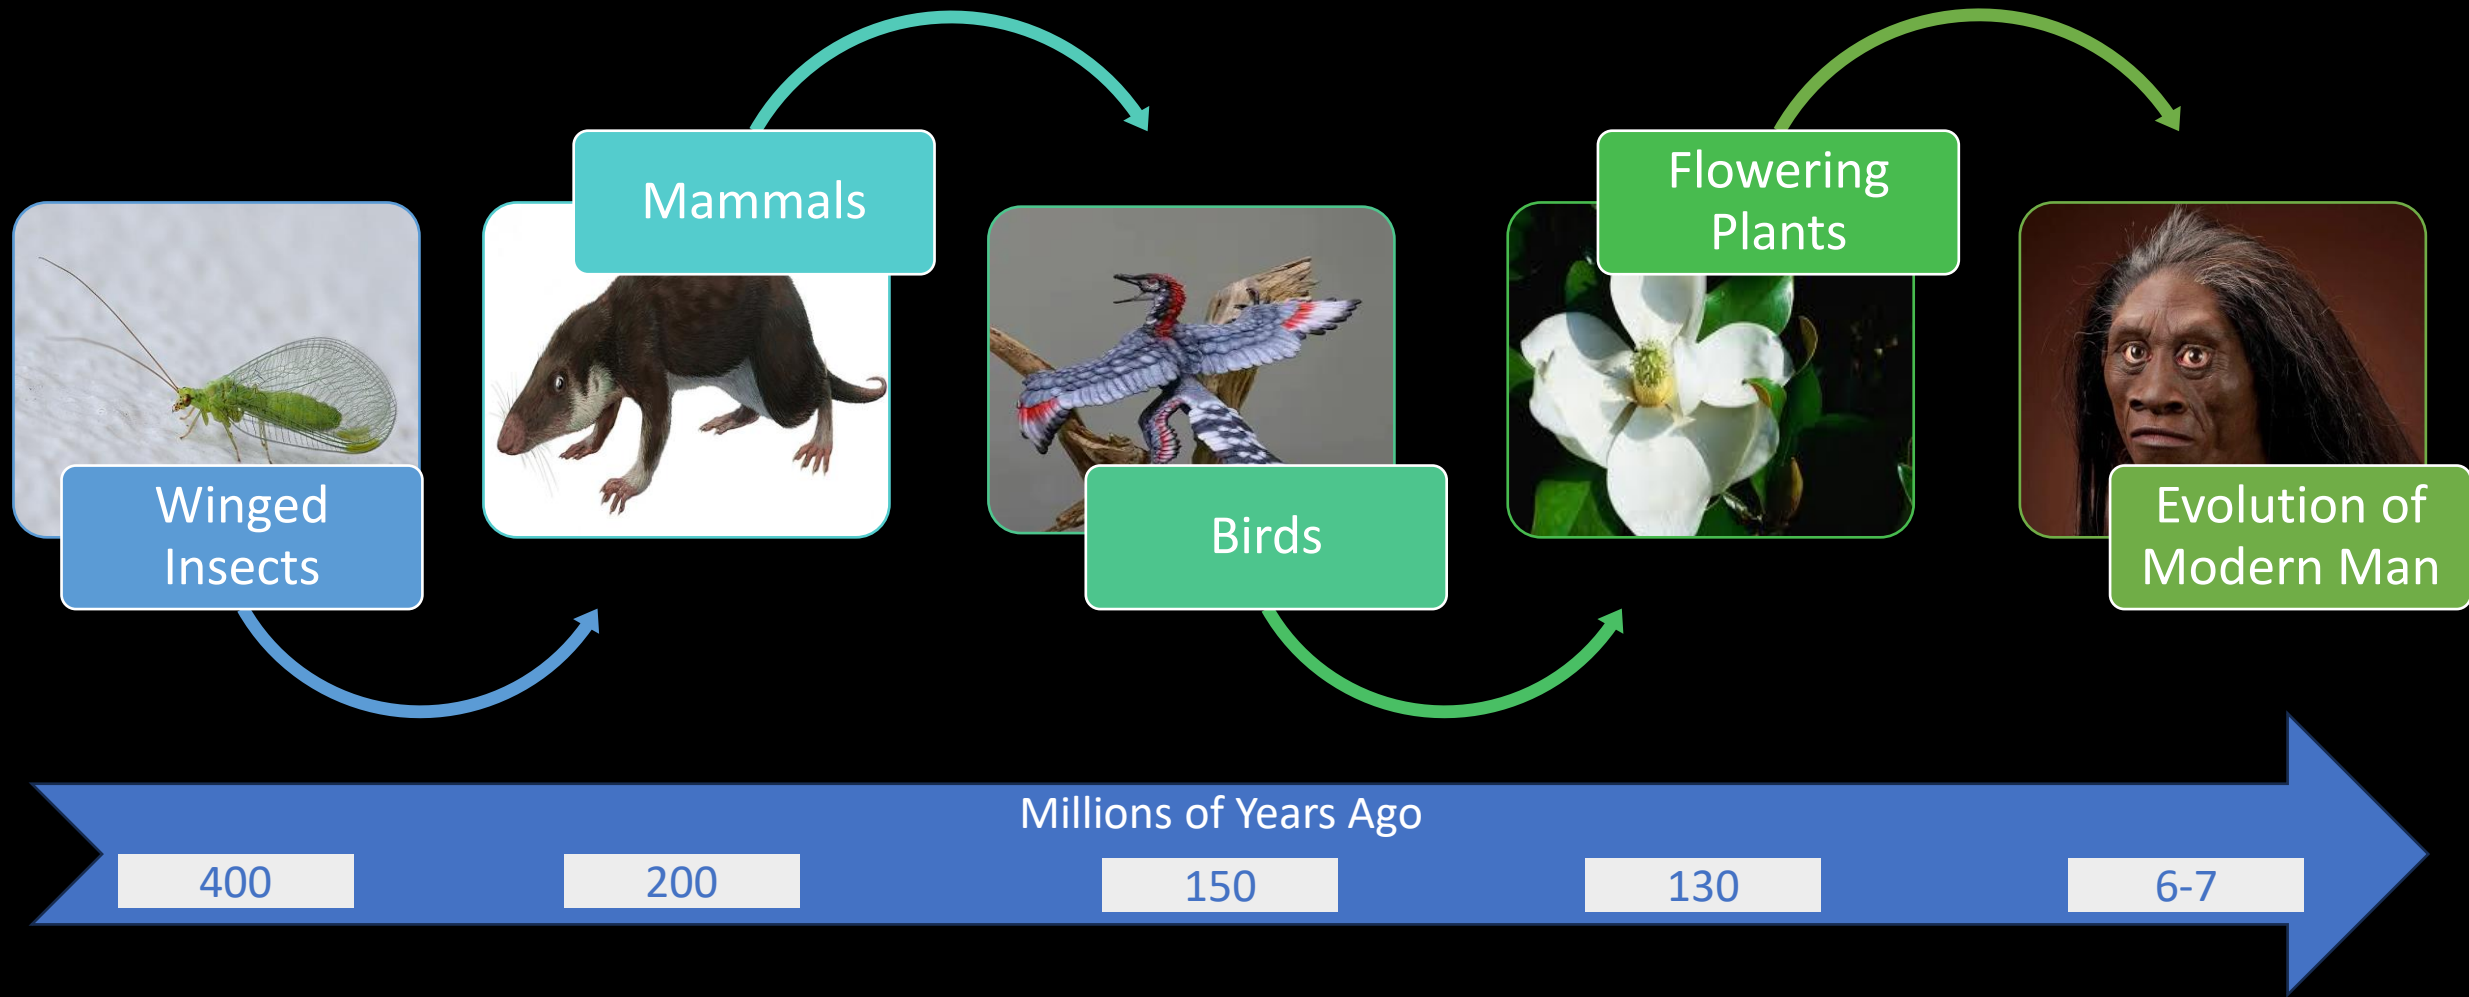 Mammals
Flowering
Plants
Winged
Insects
Birds
Evolution of
Modern Man
Millions of Years Ago
400
200
150
130
6-7